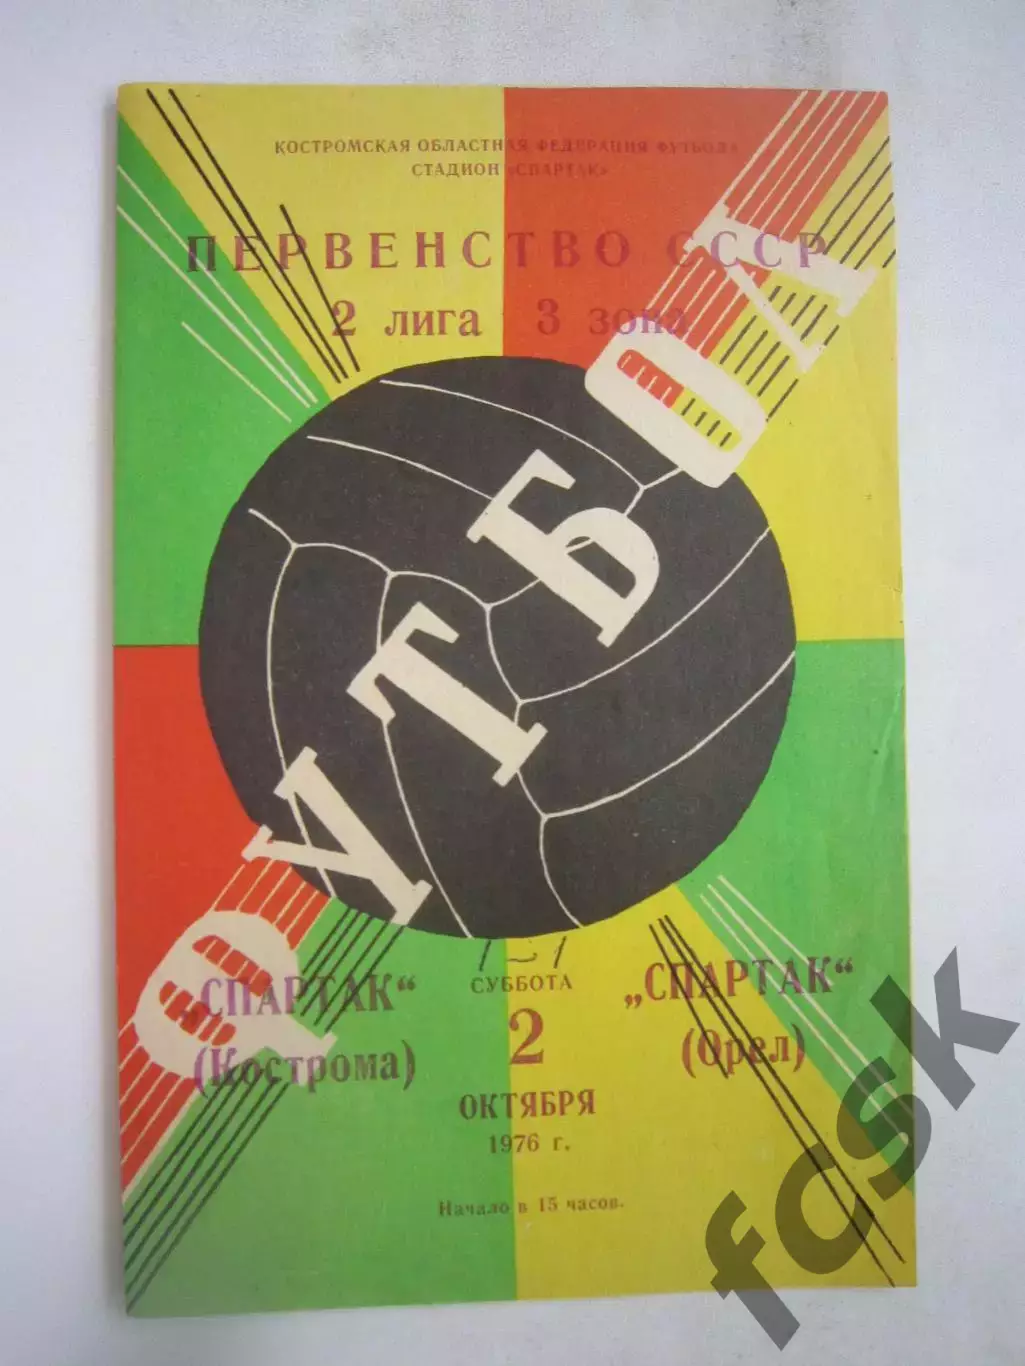 КОСТРОМСКАЯ ОБЛАСТНАЯ ФЕДЕРАЦИЯ ФУТБОЛА
СТАДИОН «СПАРТАК»
ПЕРВЕНСТВО СССР
2 лига 3 зона
ФУТБОЛ
1-1
„СПАРТАК“
(Кострома)
СУББОТА
2
ОКТЯБРЯ
1976 г.
„СПАРТАК“
(Орел)
Начало в 15 часов.
fcsk